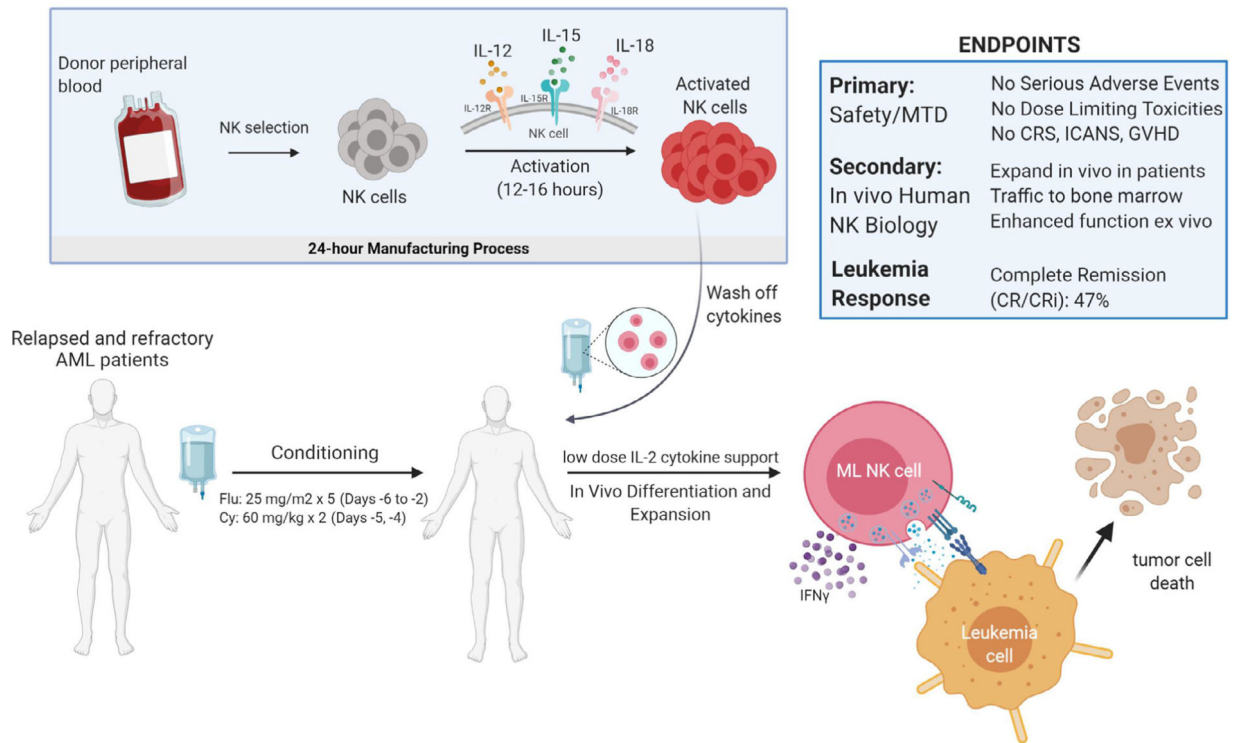 Donor peripheral
blood
NK selection
NK cells
IL-12
IL-15
IL-18
IL-12R
IL-15R
IL-18R
NK cell
Activation
(12-16 hours)
Activated
NK cells
24-hour Manufacturing Process
ENDPOINTS
Primary:
Safety/MTD
No Serious Adverse Events
No Dose Limiting Toxicities
No CRS, ICANS, GVHD
Secondary:
In vivo Human
NK Biology
Expand in vivo in patients
Traffic to bone marrow
Enhanced function ex vivo
Leukemia
Response
Complete Remission
(CR/CRi): 47%
Wash off
cytokines
Relapsed and refractory
AML patients
Conditioning
Flu: 25 mg/m2 x 5 (Days -6 to -2)
Cy: 60 mg/kg x 2 (Days -5, -4)
low dose IL-2 cytokine support
In Vivo Differentiation and
Expansion
ML NK cell
IFNγ
Leukemia
cell
tumor cell
death